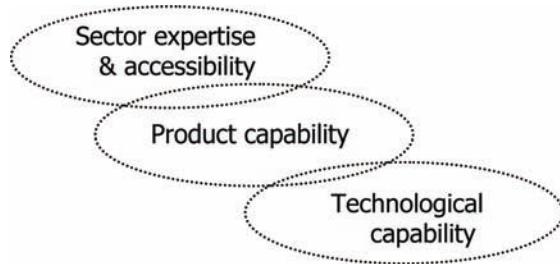 Sector expertise
& accessibility
Product capability
Technological
capability